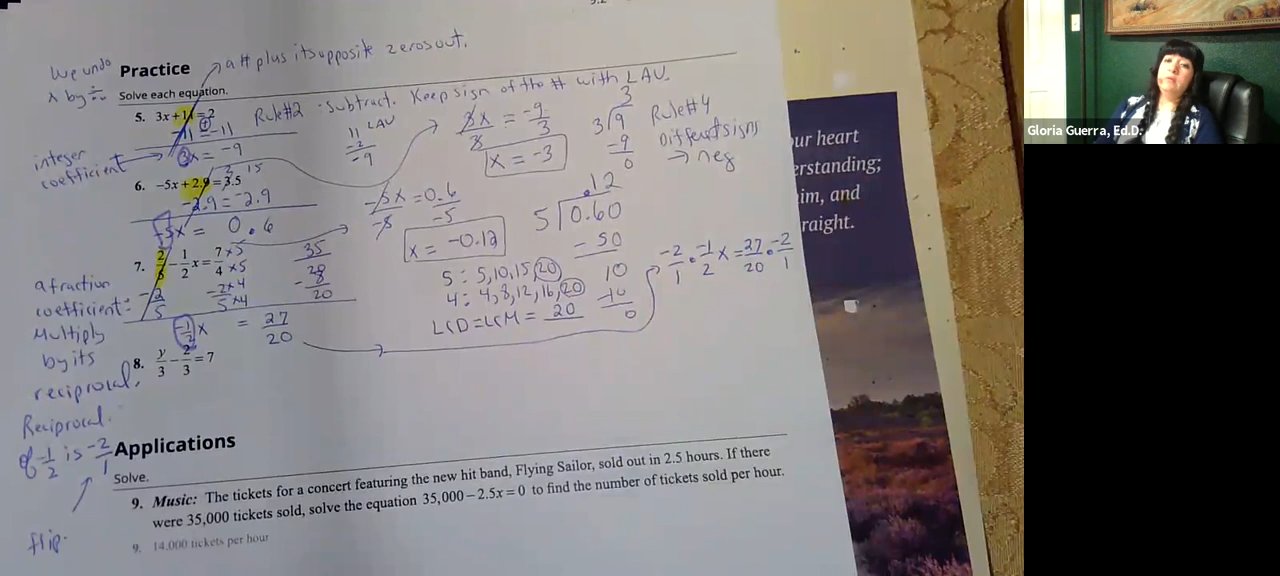 We undo
x by ÷
Practice
a # plus its opposite zeros out.
Solve each equation.
Rule #2 - Subtract. Keep sign of the # with LAV.
5. 3x+11=2
-11 = -11
3x = -9
integer
coefficient
11 LAV
-2
-9
3x = -9
3 3
x = -3
3
3)9
-9
0
Rule #4
Different signs
→ neg
6. -5x+2.9=3.5
-2.9 = -2.9
-5x = 0.6
-5x = 0.6
-5 -5
x = -0.12
.12
5)0.60
-50
10
-10
0
7. 2/5 - 1/2 x = 7/4
x5
x5
-2/5
-2x4
5x4
35
28
-8
20
-1/2 x = 27/20
a fraction
coefficient:
Multiply
by its
reciprocal.
5: 5,10,15,20
4: 4,8,12,16,20
LCD=LCM = 20
-2/1 · -1/2 x = 27/20 · -2/1
8. y/3 - 2/3 = 7
Reciprocal
of -1/2 is -2/1
flip.
Applications
Solve.
9. Music: The tickets for a concert featuring the new hit band, Flying Sailor, sold out in 2.5 hours. If there
were 35,000 tickets sold, solve the equation 35,000-2.5x=0 to find the number of tickets sold per hour.
9. 14,000 tickets per hour
our heart
erstanding;
im, and
raight.
Gloria Guerra, Ed.D.